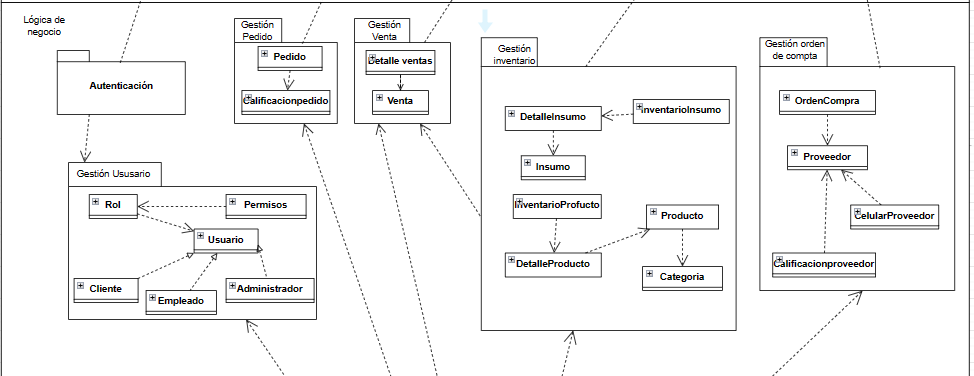 Lógica de
negocio
Autenticación
Gestión
Pedido
Pedido
Calificacionpedido
Gestión
Venta
Detalle ventas
Venta
Gestión
inventario
DetalleInsumo
InventarioInsumo
Insumo
InventarioProfucto
Producto
DetalleProducto
Categoria
Gestión orden
de compta
OrdenCompra
Proveedor
CelularProveedor
Calificacionproveedor
Gestión Ususario
Rol
Permisos
Usuario
Cliente
Empleado
Administrador